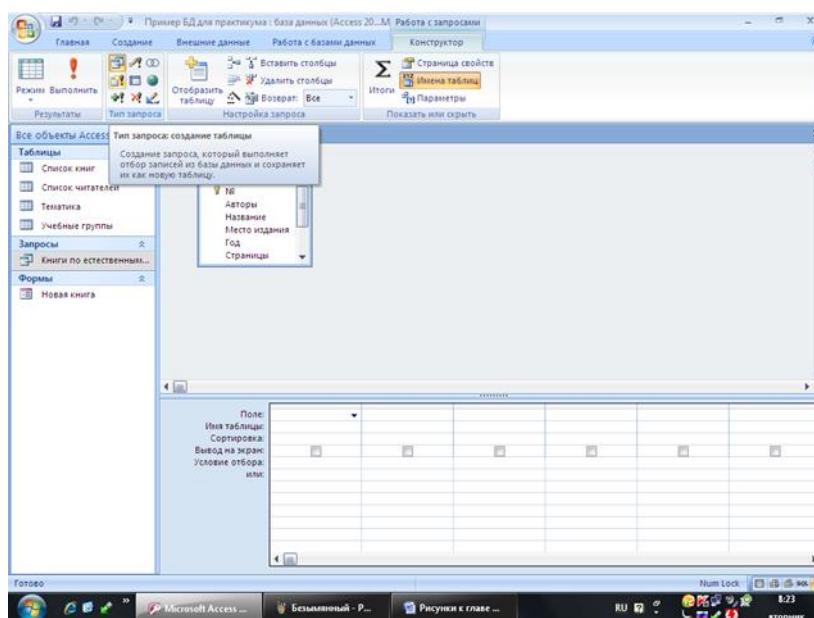 Пример БД для практикума : база данных (Access 20...M
Работа с запросами
Главная
Создание
Внешние данные
Работа с базами данных
Конструктор
Режим
Выполнить
Отобразить таблицу
Вставить столбцы
Удалить столбцы
Возврат: Все
Итоги
Страница свойств
Имена таблиц
Параметры
Результаты
Тип запроса
Настройка запроса
Показать или скрыть
Все объекты Access
Тип запроса: создание таблицы
Создание запроса, который выполняет
отбор записей из базы данных и сохраняет
их как новую таблицу.
Таблицы
Список книг
Список читателей
Тематика
Учебные группы
Запросы
Книги по естественным...
Формы
Новая книга
№
Авторы
Название
Место издания
Год
Страницы
Поле:
Имя таблицы:
Сортировка:
Вывод на экран:
Условие отбора:
или:
Готово
Num Lock
SQL
Microsoft Access ...
Безымянный - P...
Рисунки к главе ...
RU
8:23
вторник